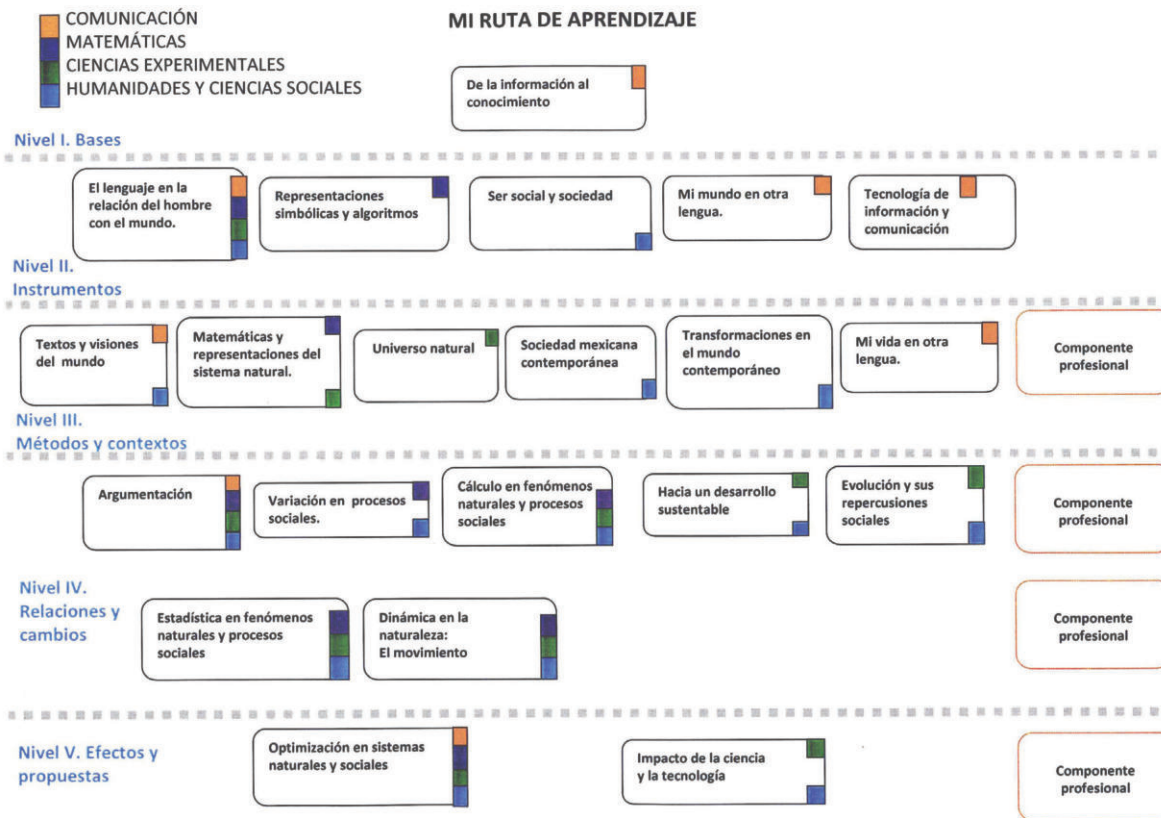 COMUNICACIÓN
MATEMÁTICAS
CIENCIAS EXPERIMENTALES
HUMANIDADES Y CIENCIAS SOCIALES
MI RUTA DE APRENDIZAJE
De la información al
conocimiento
Nivel I. Bases
El lenguaje en la
relación del hombre
con el mundo.
Representaciones
simbólicas y algoritmos
Ser social y sociedad
Mi mundo en otra
lengua.
Tecnología de
información y
comunicación
Nivel II.
Instrumentos
Textos y visiones
del mundo
Matemáticas y
representaciones del
sistema natural.
Universo natural
Sociedad mexicana
contemporánea
Transformaciones en
el mundo
contemporáneo
Mi vida en otra
lengua.
Componente
profesional
Nivel III.
Métodos y contextos
Argumentación
Variación en procesos
sociales.
Cálculo en fenómenos
naturales y procesos
sociales
Hacia un desarrollo
sustentable
Evolución y sus
repercusiones
sociales
Componente
profesional
Nivel IV.
Relaciones y
cambios
Estadística en fenómenos
naturales y procesos
sociales
Dinámica en la
naturaleza:
El movimiento
Componente
profesional
Nivel V. Efectos y
propuestas
Optimización en sistemas
naturales y sociales
Impacto de la ciencia
y la tecnología
Componente
profesional